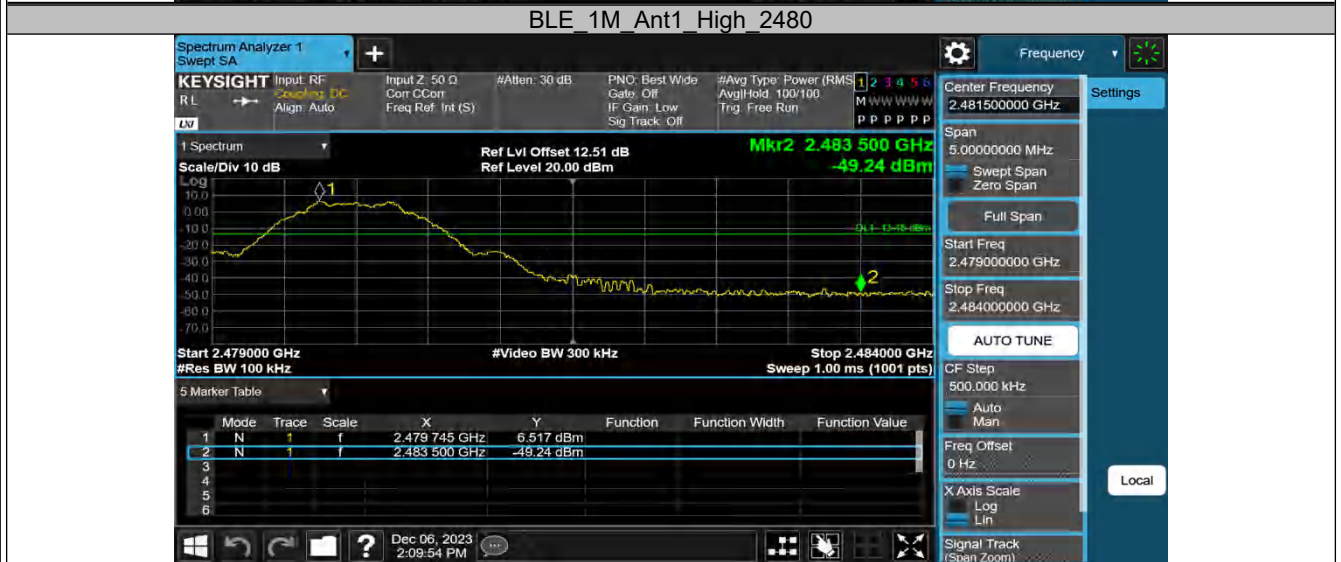 BLE_1M_Ant1_High_2480
Spectrum Analyzer 1
Swept SA
+
Frequency
KEYSIGHT
RL
LXI
Input: RF
Coupling: DC
Align: Auto
Input Z: 50 Ω
Corr CCorr
Freq Ref: Int (S)
#Atten: 30 dB
PNO: Best Wide
Gate: Off
IF Gain: Low
Sig Track: Off
#Avg Type: Power (RMS
Avg|Hold: 100/100
Trig: Free Run
1 2 3 4 5 6
M W W W W W
P P P P P P
Center Frequency
2.481500000 GHz
Settings
Span
5.00000000 MHz
Swept Span
Zero Span
Full Span
Start Freq
2.479000000 GHz
Stop Freq
2.484000000 GHz
AUTO TUNE
CF Step
500.000 kHz
Auto
Man
Freq Offset
0 Hz
X Axis Scale
Log
Lin
Signal Track
(Span Zoom)
Local
1 Spectrum
Scale/Div 10 dB
Ref Lvl Offset 12.51 dB
Ref Level 20.00 dBm
Mkr2 2.483 500 GHz
-49.24 dBm
Log
10.0
0.00
-10.0
-20.0
-30.0
-40.0
-50.0
-60.0
-70.0
1
2
Start 2.479000 GHz
#Video BW 300 kHz
Stop 2.484000 GHz
#Res BW 100 kHz
Sweep 1.00 ms (1001 pts)
5 Marker Table
Mode Trace Scale X Y Function Function Width Function Value
1 N 1 f 2.479 745 GHz 6.517 dBm
2 N 1 f 2.483 500 GHz -49.24 dBm
3
4
5
6
?
Dec 06, 2023
2:09:54 PM